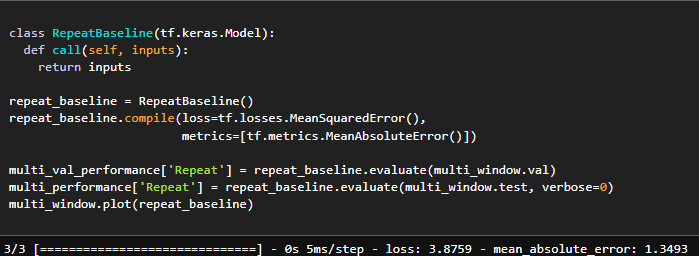 class RepeatBaseline(tf.keras.Model):
  def call(self, inputs):
    return inputs

repeat_baseline = RepeatBaseline()
repeat_baseline.compile(loss=tf.losses.MeanSquaredError(),
                        metrics=[tf.metrics.MeanAbsoluteError()])

multi_val_performance['Repeat'] = repeat_baseline.evaluate(multi_window.val)
multi_performance['Repeat'] = repeat_baseline.evaluate(multi_window.test, verbose=0)
multi_window.plot(repeat_baseline)
3/3 [==============================] - 0s 5ms/step - loss: 3.8759 - mean_absolute_error: 1.3493